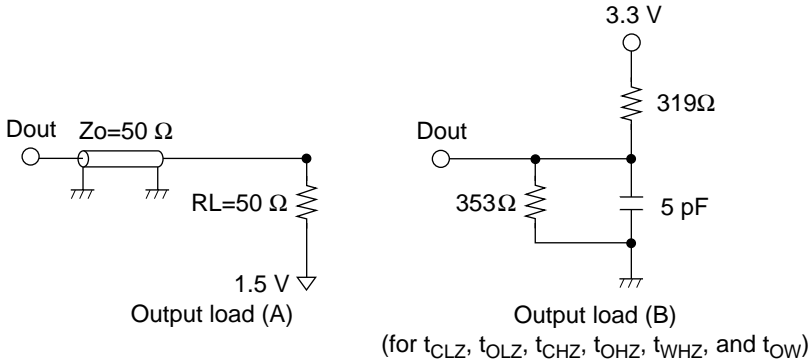 Dout
Zo=50 Ω
RL=50 Ω
1.5 V
Output load (A)
3.3 V
319Ω
Dout
353Ω
5 pF
Output load (B)
(for tCLZ, tOLZ, tCHZ, tOHZ, tWHZ, and tOW)